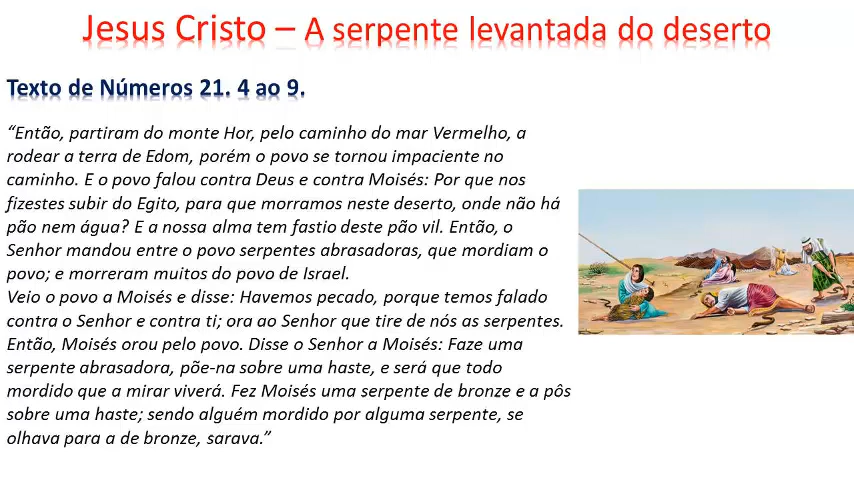 Jesus Cristo – A serpente levantada do deserto
Texto de Números 21. 4 ao 9.
“Então, partiram do monte Hor, pelo caminho do mar Vermelho, a
rodear a terra de Edom, porém o povo se tornou impaciente no
caminho. E o povo falou contra Deus e contra Moisés: Por que nos
fizestes subir do Egito, para que morramos neste deserto, onde não há
pão nem água? E a nossa alma tem fastio deste pão vil. Então, o
Senhor mandou entre o povo serpentes abrasadoras, que mordiam o
povo; e morreram muitos do povo de Israel.
Veio o povo a Moisés e disse: Havemos pecado, porque temos falado
contra o Senhor e contra ti; ora ao Senhor que tire de nós as serpentes.
Então, Moisés orou pelo povo. Disse o Senhor a Moisés: Faze uma
serpente abrasadora, põe-na sobre uma haste, e será que todo
mordido que a mirar viverá. Fez Moisés uma serpente de bronze e a pôs
sobre uma haste; sendo alguém mordido por alguma serpente, se
olhava para a de bronze, sarava.”